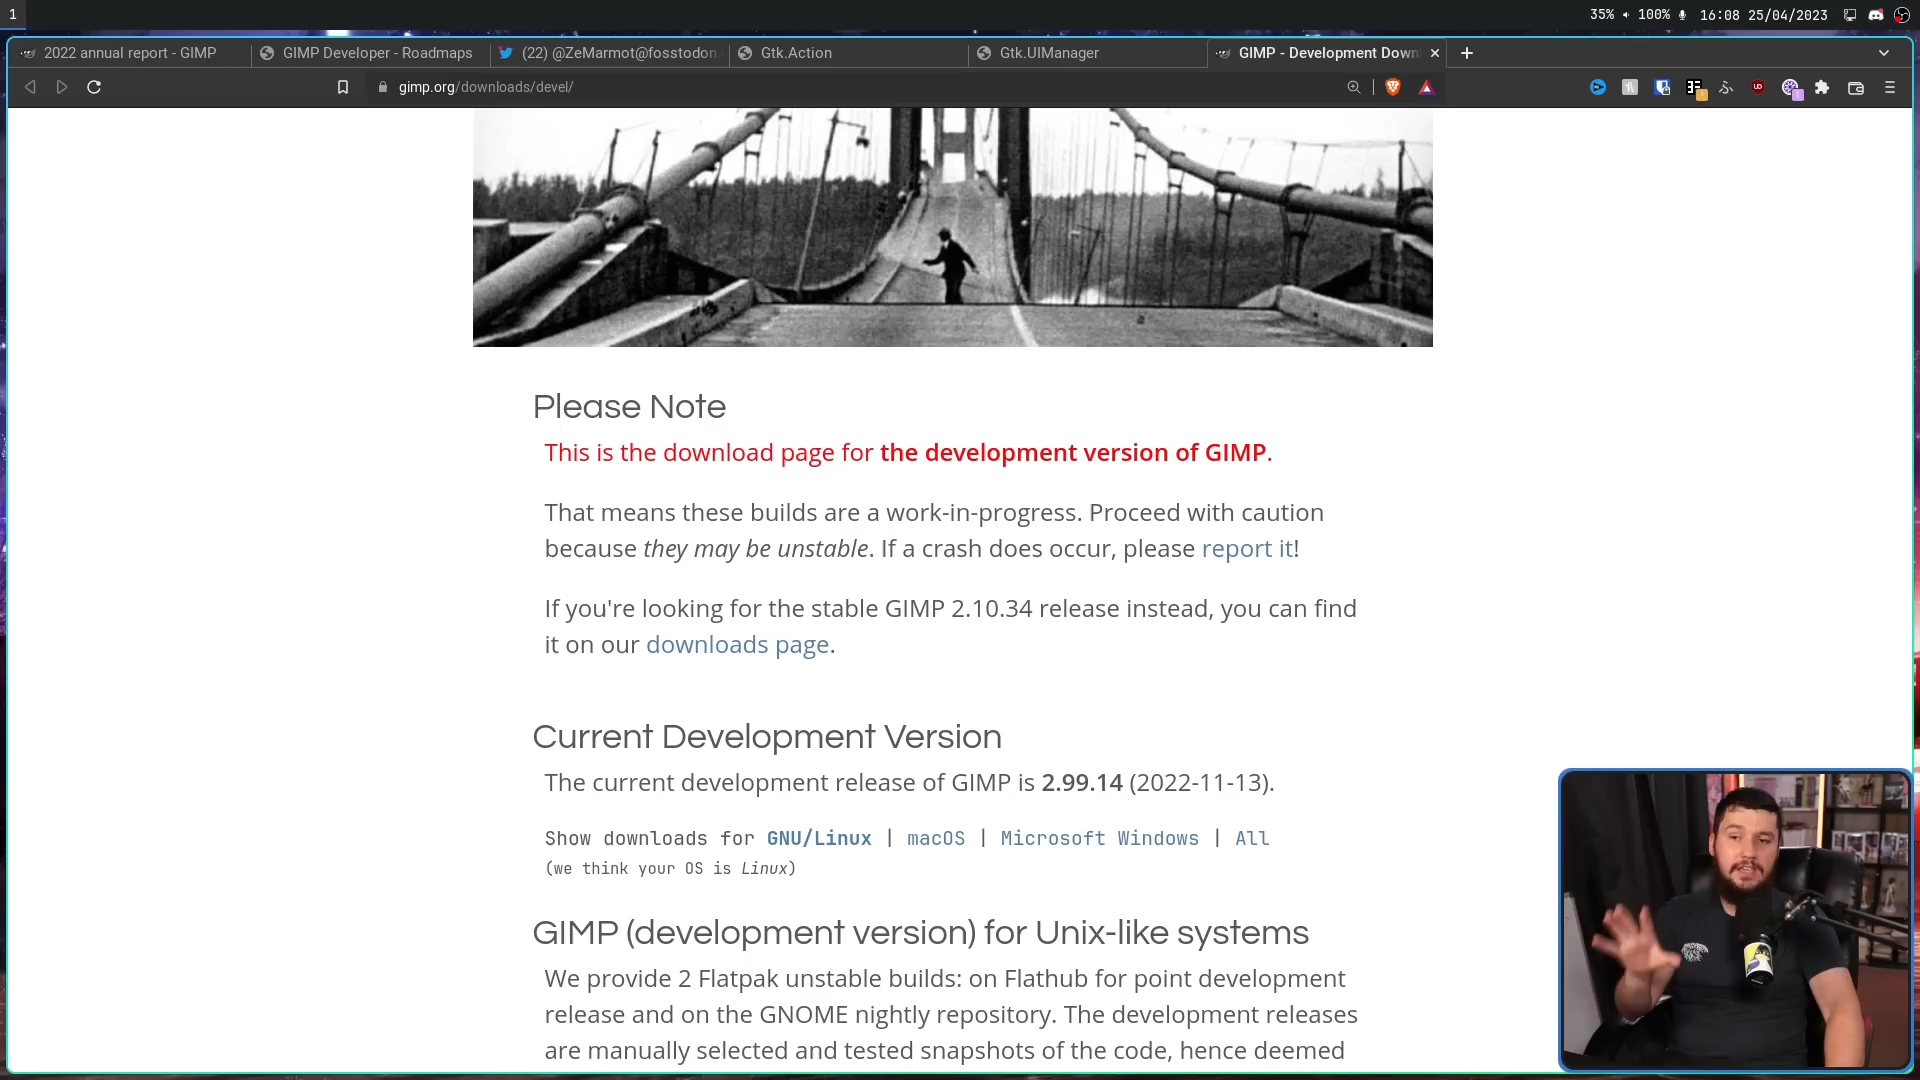 1
35% 100% 16:08 25/04/2023
2022 annual report - GIMP
GIMP Developer - Roadmaps
(22) @ZeMarmot@fosstodon.
Gtk.Action
Gtk.UIManager
GIMP - Development Down
gimp.org/downloads/devel/
Please Note
This is the download page for the development version of GIMP.
That means these builds are a work-in-progress. Proceed with caution
because they may be unstable. If a crash does occur, please report it!
If you're looking for the stable GIMP 2.10.34 release instead, you can find
it on our downloads page.
Current Development Version
The current development release of GIMP is 2.99.14 (2022-11-13).
Show downloads for GNU/Linux | macOS | Microsoft Windows | All
(we think your OS is Linux)
GIMP (development version) for Unix-like systems
We provide 2 Flatpak unstable builds: on Flathub for point development
release and on the GNOME nightly repository. The development releases
are manually selected and tested snapshots of the code, hence deemed